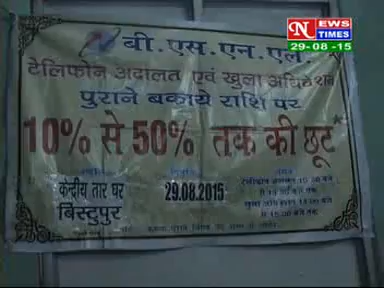 NEWS
TIMES
29-08-15
बी.एस.एन.एल.
टेलिफोन अदालत एवं खुला अधिवेशन
पुराने बकाये राशि पर
10% से 50% तक की छूट*
केन्द्रीय तार घर
बिस्टुपुर
29.08.2015